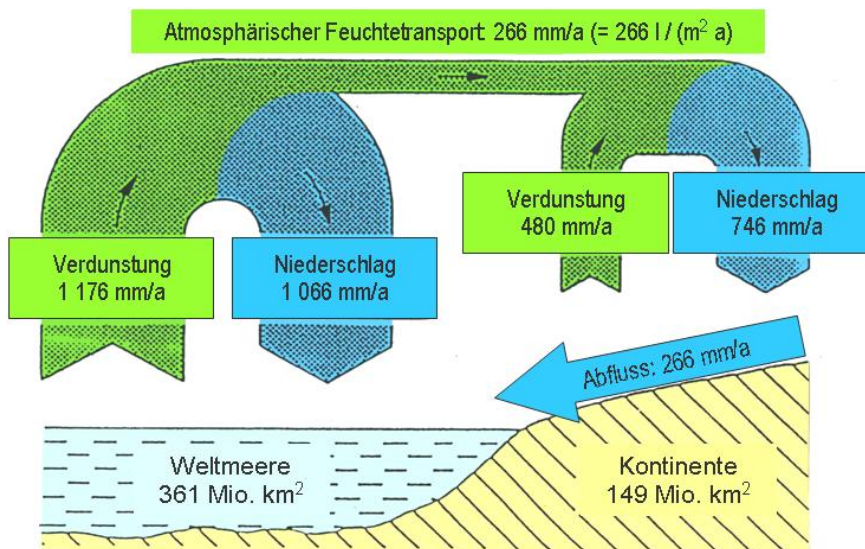 Atmosphärischer Feuchtetransport: 266 mm/a (= 266 l / (m² a)
Verdunstung
480 mm/a
Niederschlag
746 mm/a
Verdunstung
1 176 mm/a
Niederschlag
1 066 mm/a
Abfluss: 266 mm/a
Weltmeere
361 Mio. km²
Kontinente
149 Mio. km²